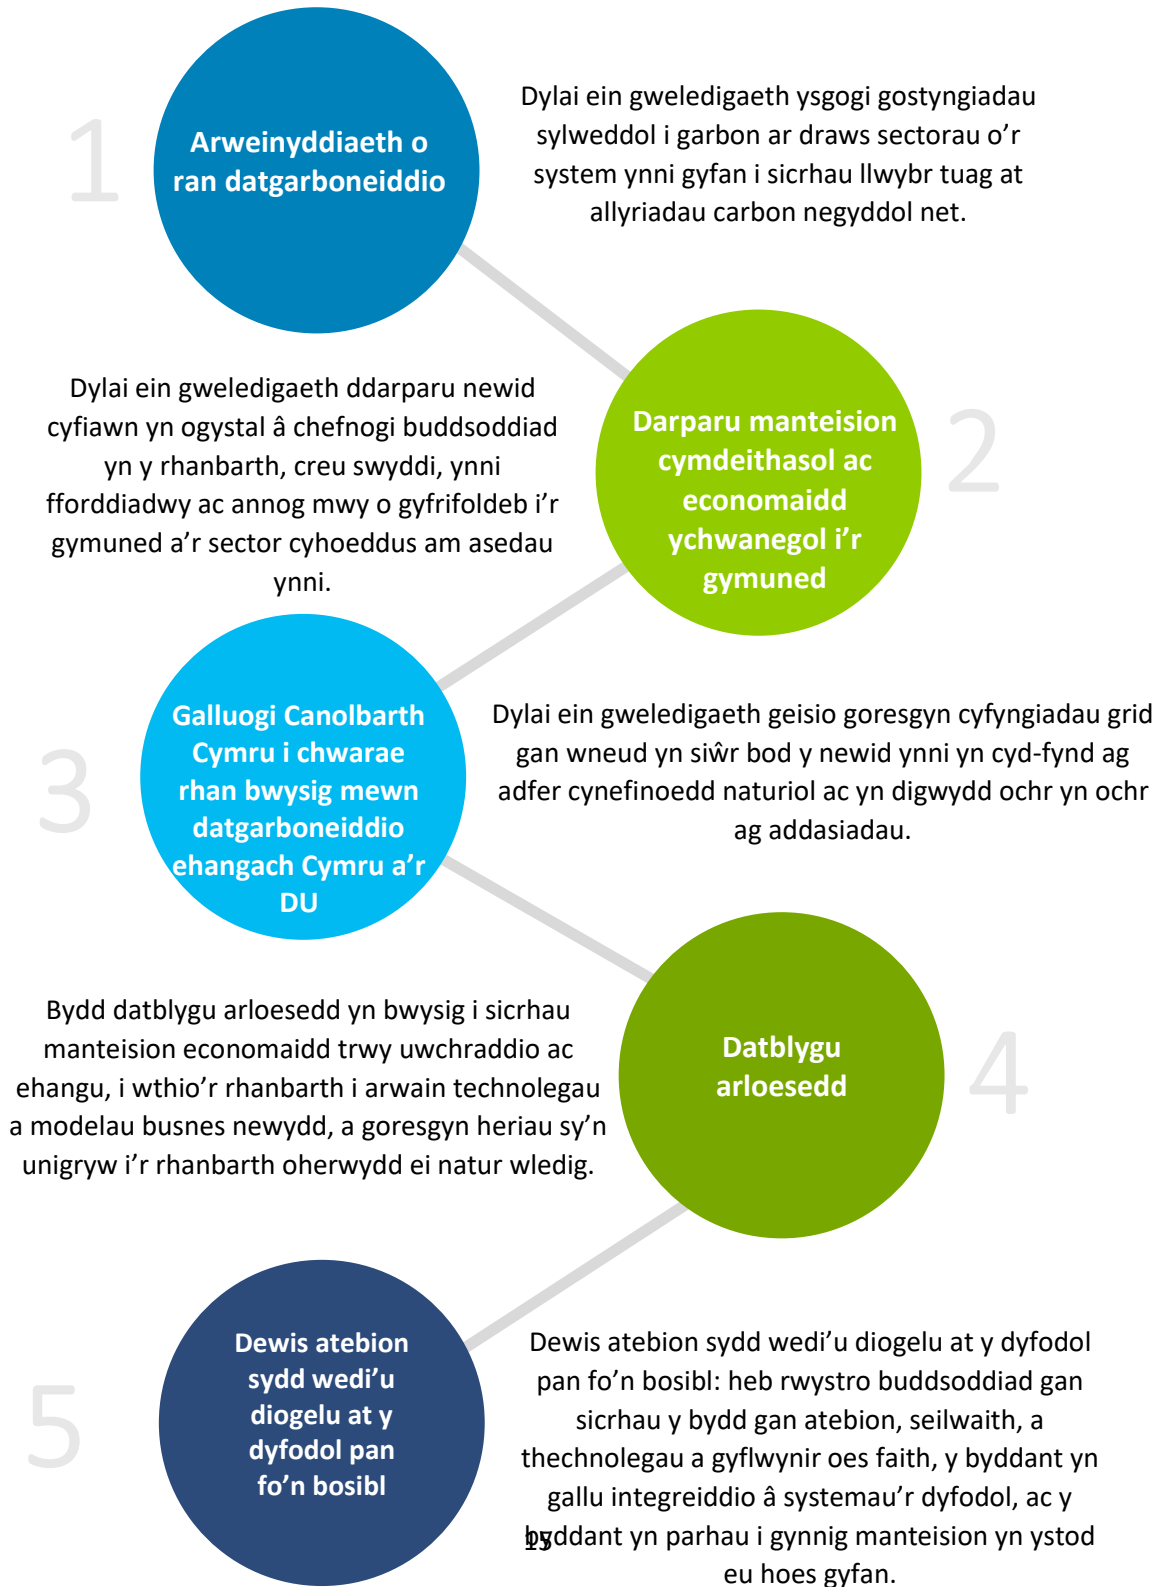 1
Arweinyddiaeth o
ran datgarboneiddio
Dylai ein gweledigaeth ysgogi gostyngiadau
sylweddol i garbon ar draws sectorau o’r
system ynni gyfan i sicrhau llwybr tuag at
allyriadau carbon negyddol net.
2
Darparu manteision
cymdeithasol ac
economaidd
ychwanegol i’r
gymuned
Dylai ein gweledigaeth ddarparu newid
cyfiawn yn ogystal â chefnogi buddsoddiad
yn y rhanbarth, creu swyddi, ynni
fforddiadwy ac annog mwy o gyfrifoldeb i’r
gymuned a’r sector cyhoeddus am asedau
ynni.
3
Galluogi Canolbarth
Cymru i chwarae
rhan bwysig mewn
datgarboneiddio
ehangach Cymru a’r
DU
Dylai ein gweledigaeth geisio goresgyn cyfyngiadau grid
gan wneud yn siŵr bod y newid ynni yn cyd-fynd ag
adfer cynefinoedd naturiol ac yn digwydd ochr yn ochr
ag addasiadau.
4
Datblygu
arloesedd
Bydd datblygu arloesedd yn bwysig i sicrhau
manteision economaidd trwy uwchraddio ac
ehangu, i wthio’r rhanbarth i arwain technolegau
a modelau busnes newydd, a goresgyn heriau sy’n
unigryw i’r rhanbarth oherwydd ei natur wledig.
5
Dewis atebion
sydd wedi’u
diogelu at y
dyfodol pan
fo’n bosibl
Dewis atebion sydd wedi’u diogelu at y dyfodol
pan fo’n bosibl: heb rwystro buddsoddiad gan
sicrhau y bydd gan atebion, seilwaith, a
thechnolegau a gyflwynir oes faith, y byddant yn
gallu integreiddio â systemau’r dyfodol, ac y
byddant yn parhau i gynnig manteision yn ystod
eu hoes gyfan.
15